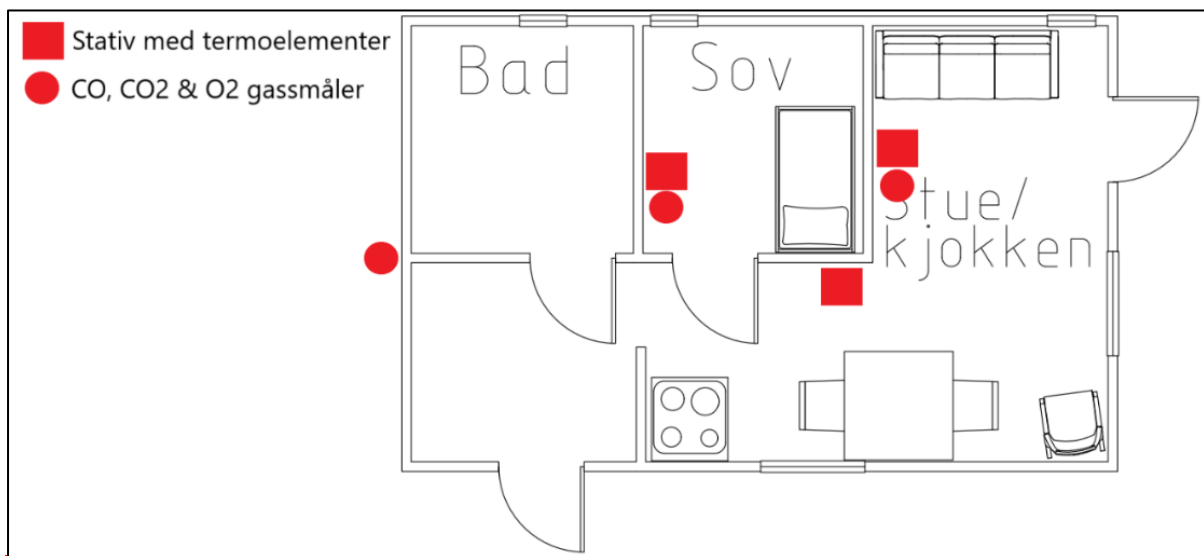 Stativ med termoelementer
CO, CO2 & O2 gassmåler
Bad
Sov
Stue/
kjokken